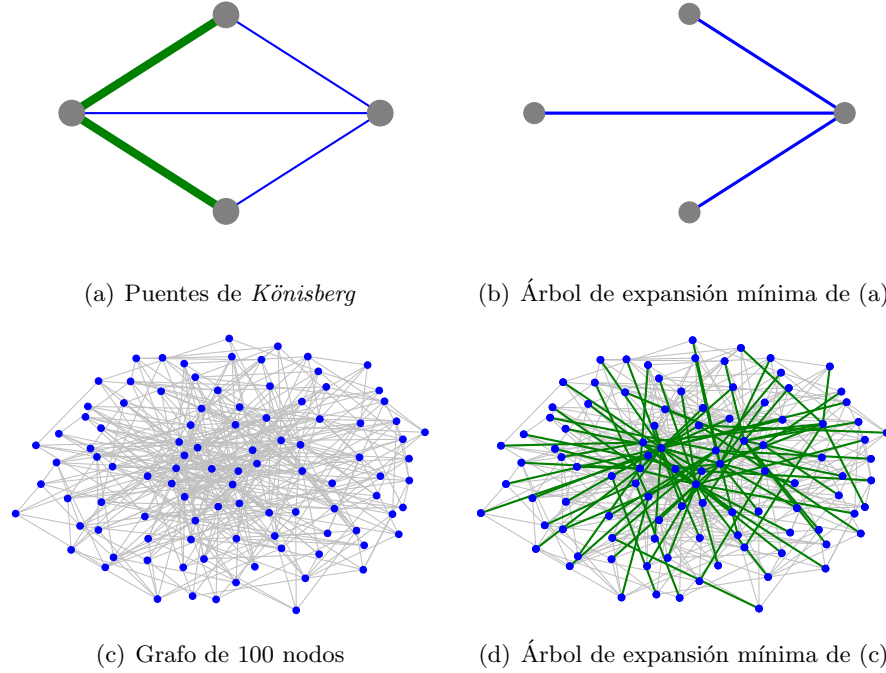 (a) Puentes de Könisberg
(b) Árbol de expansión mínima de (a)
(c) Grafo de 100 nodos
(d) Árbol de expansión mínima de (c)